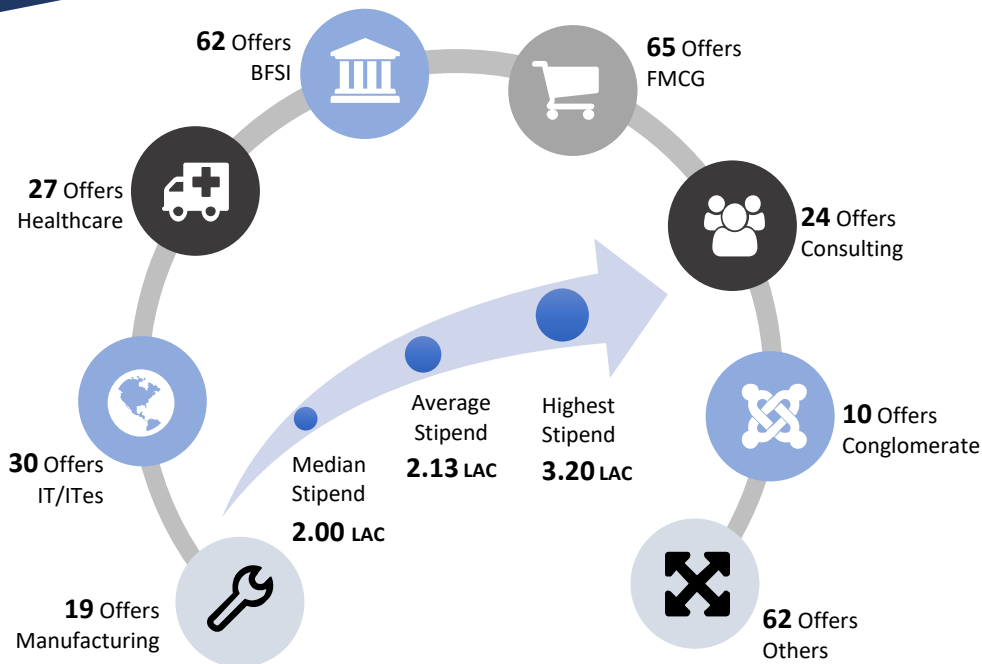 62 Offers
BFSI
65 Offers
FMCG
27 Offers
Healthcare
24 Offers
Consulting
30 Offers
IT/ITes
Median
Stipend
2.00 LAC
Average
Stipend
2.13 LAC
Highest
Stipend
3.20 LAC
10 Offers
Conglomerate
19 Offers
Manufacturing
62 Offers
Others